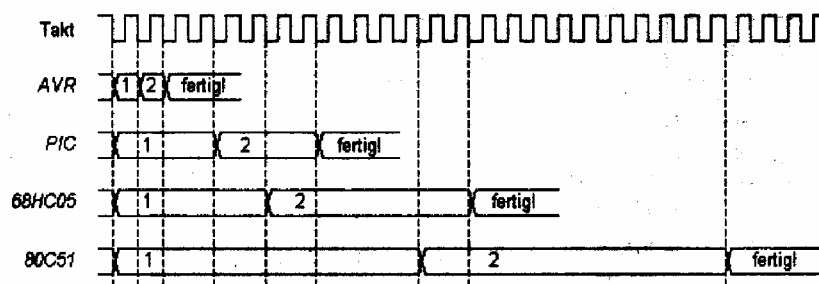 Takt
AVR 1 2 fertig!
PIC 1 2 fertig!
68HC05 1 2 fertig!
80C51 1 2 fertig!